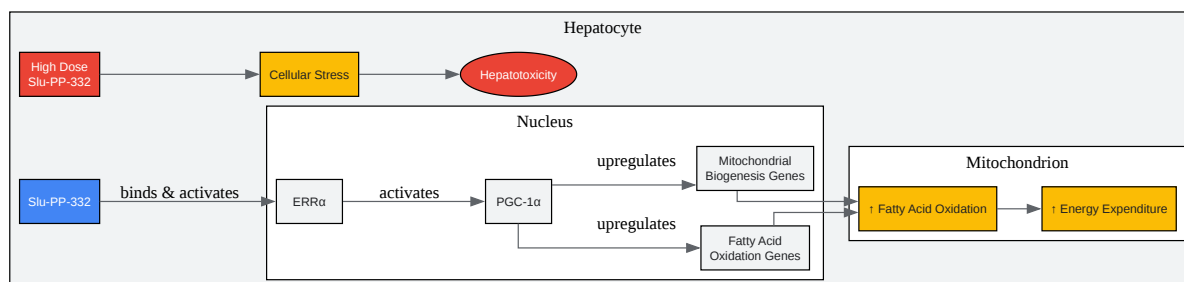 Hepatocyte
High Dose
Slu-PP-332
Cellular Stress
Hepatotoxicity
Nucleus
Slu-PP-332
binds & activates
ERRα
activates
PGC-1α
upregulates
Mitochondrial
Biogenesis Genes
upregulates
Fatty Acid
Oxidation Genes
Mitochondrion
↑ Fatty Acid Oxidation
↑ Energy Expenditure